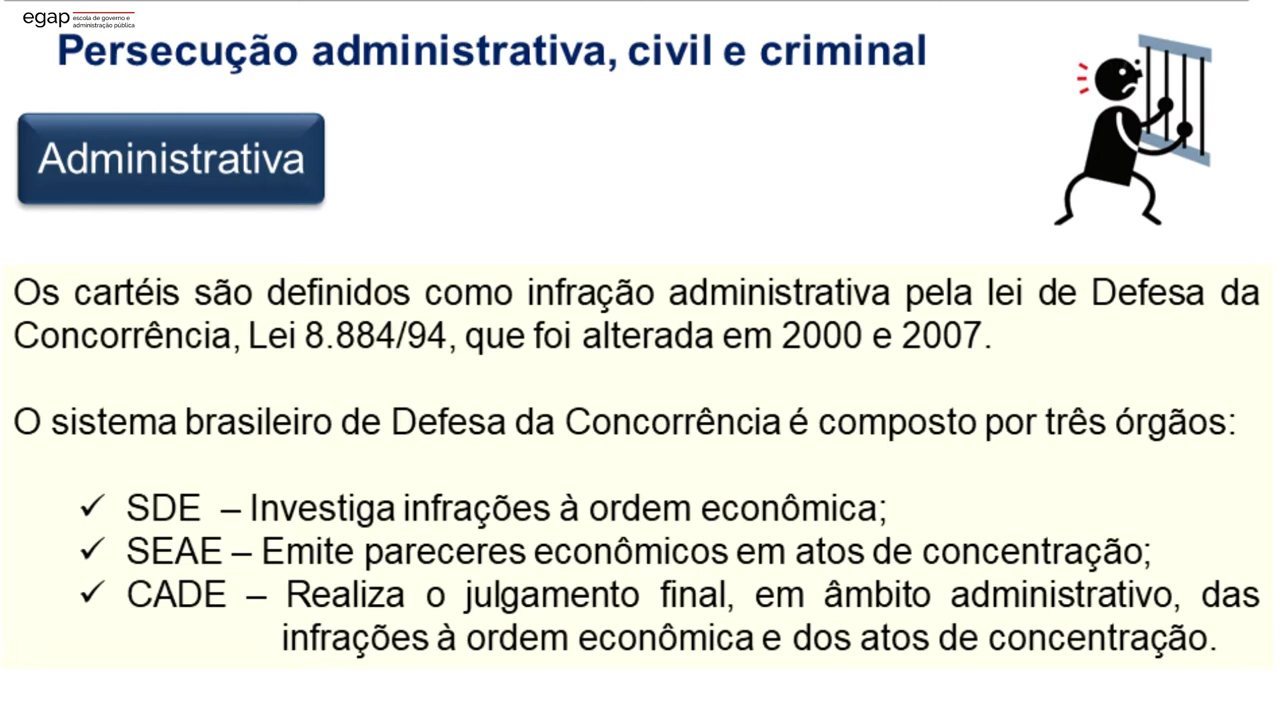 egap escola de governo e
administração pública
Persecução administrativa, civil e criminal
Administrativa
Os cartéis são definidos como infração administrativa pela lei de Defesa da
Concorrência, Lei 8.884/94, que foi alterada em 2000 e 2007.
O sistema brasileiro de Defesa da Concorrência é composto por três órgãos:
✓ SDE – Investiga infrações à ordem econômica;
✓ SEAE – Emite pareceres econômicos em atos de concentração;
✓ CADE – Realiza o julgamento final, em âmbito administrativo, das
infrações à ordem econômica e dos atos de concentração.